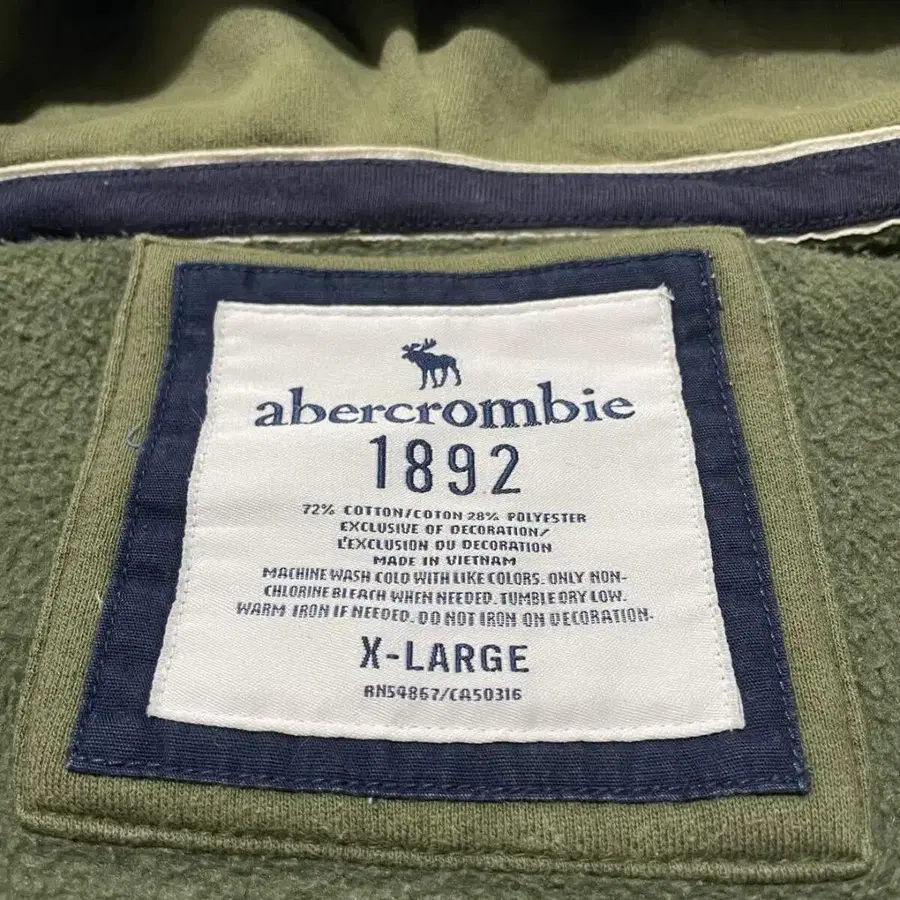 abercrombie
1892
72% COTTON/COTON 28% POLYESTER
EXCLUSIVE OF DECORATION/
L'EXCLUSION DU DECORATION
MADE IN VIETNAM
MACHINE WASH COLD WITH LIKE COLORS. ONLY NON-
CHLORINE BLEACH WHEN NEEDED. TUMBLE DRY LOW.
WARM IRON IF NEEDED. DO NOT IRON ON DECORATION.
X-LARGE
RN54867/CA50316